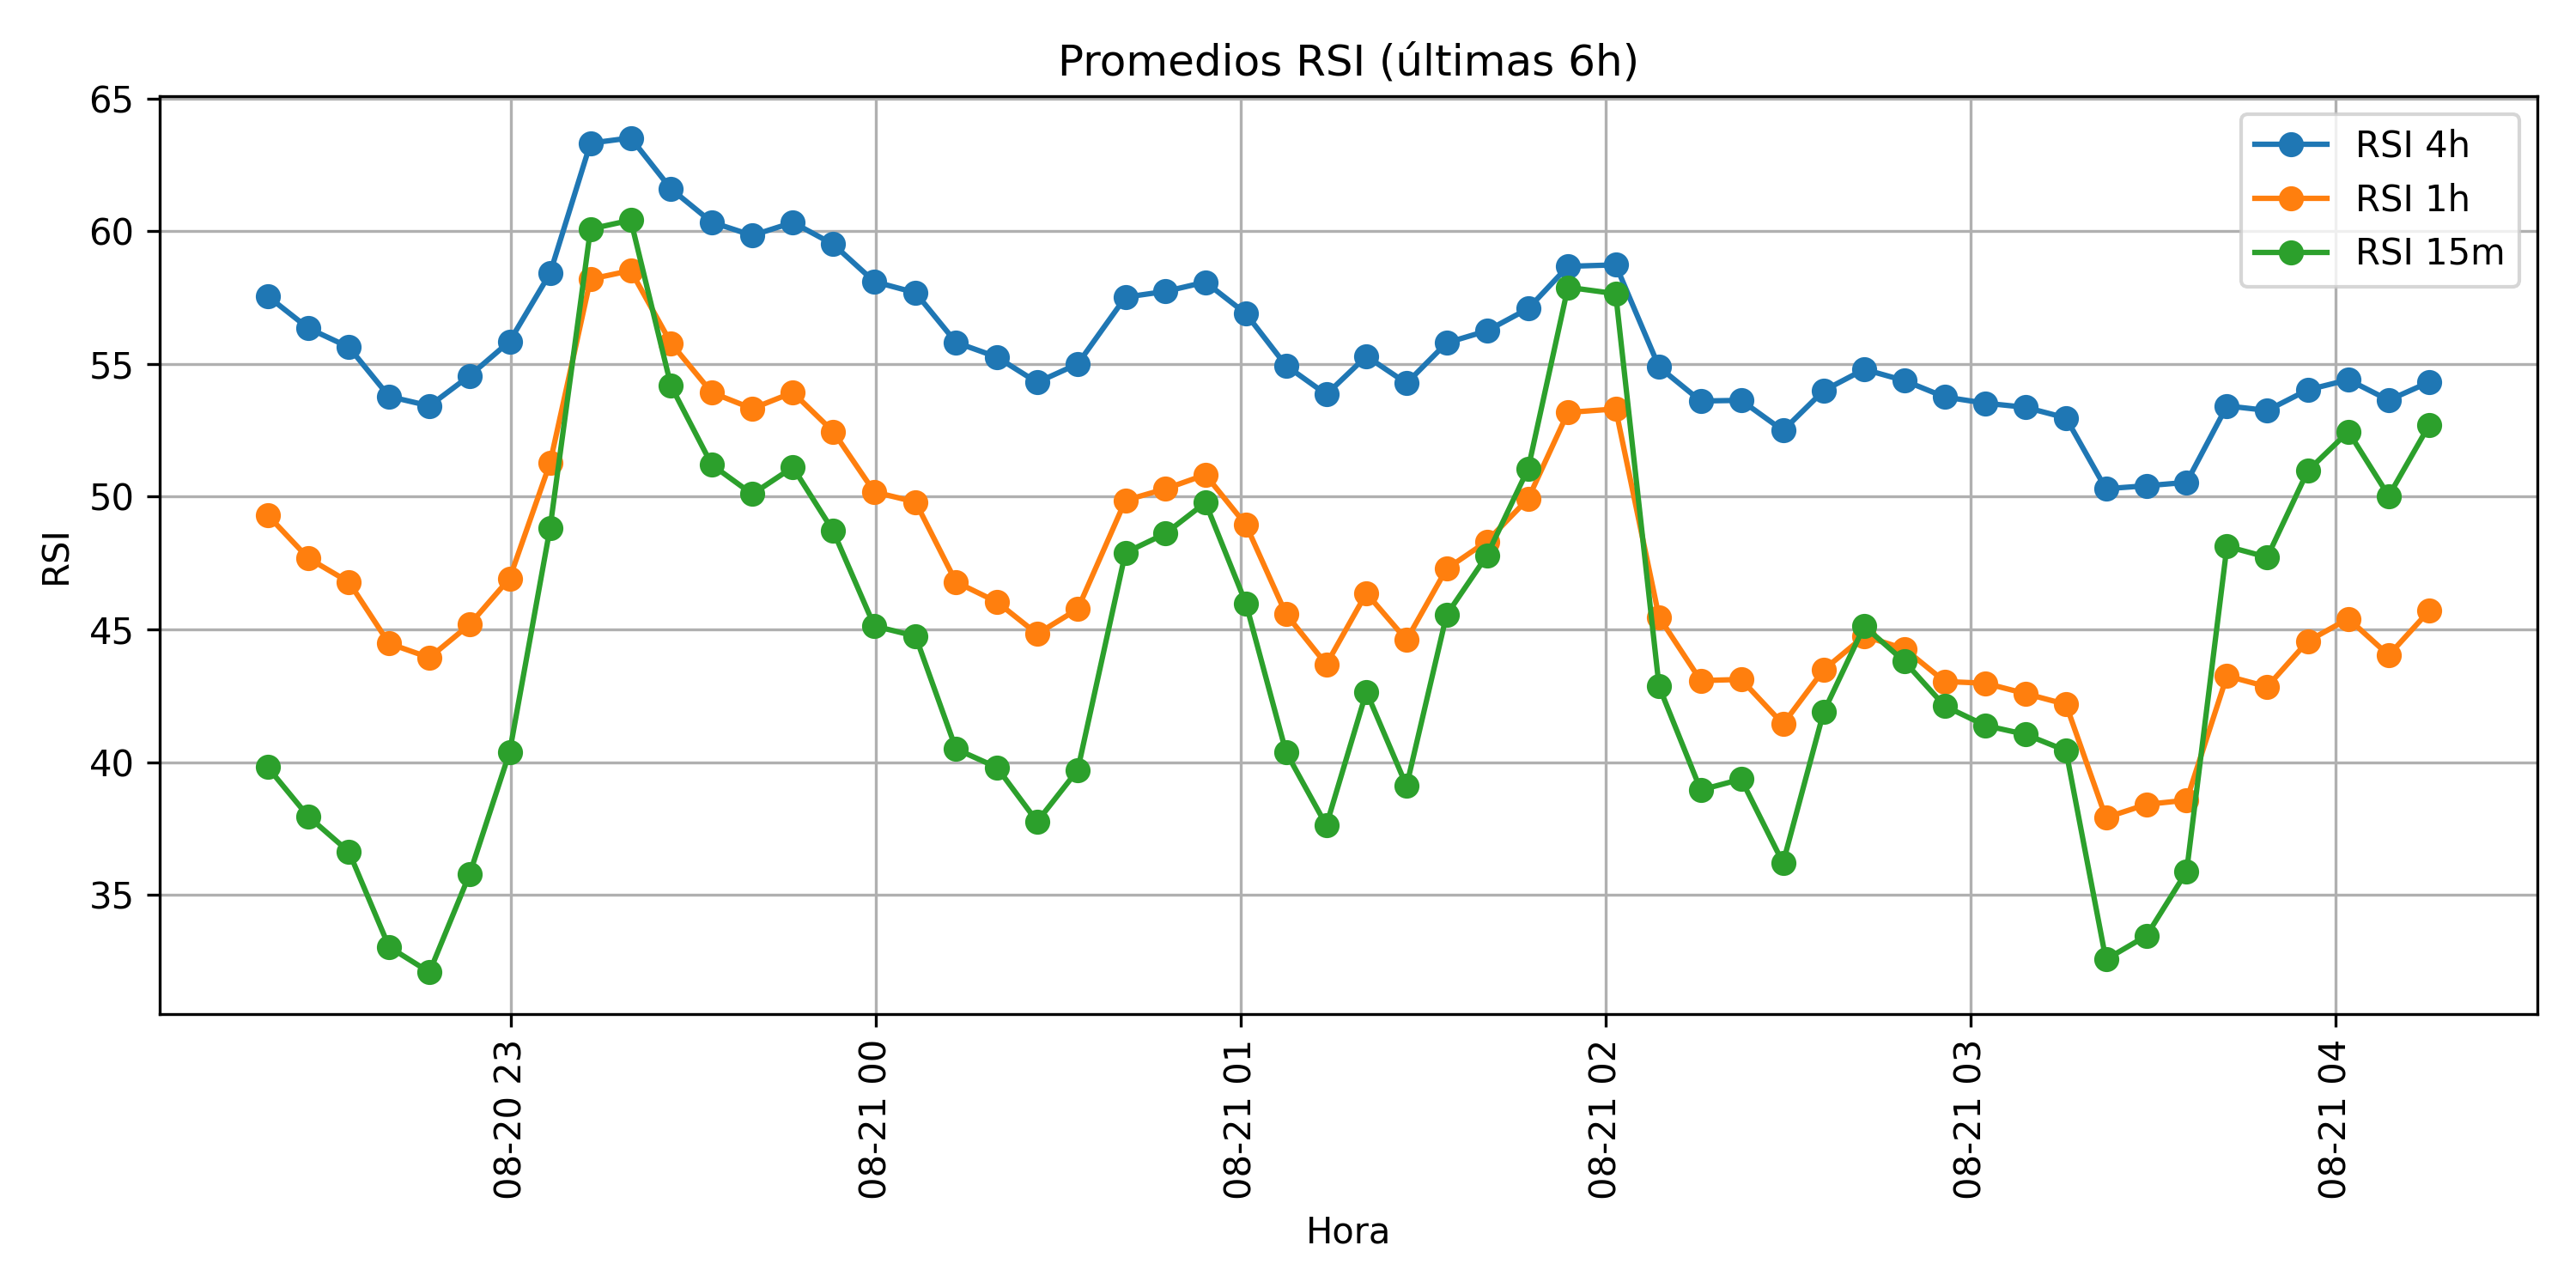 Promedios RSI (últimas 6h)
RSI 4h
RSI 1h
RSI 15m
65
60
55
50
45
40
35
RSI
08-20 23
08-21 00
08-21 01
08-21 02
08-21 03
08-21 04
Hora